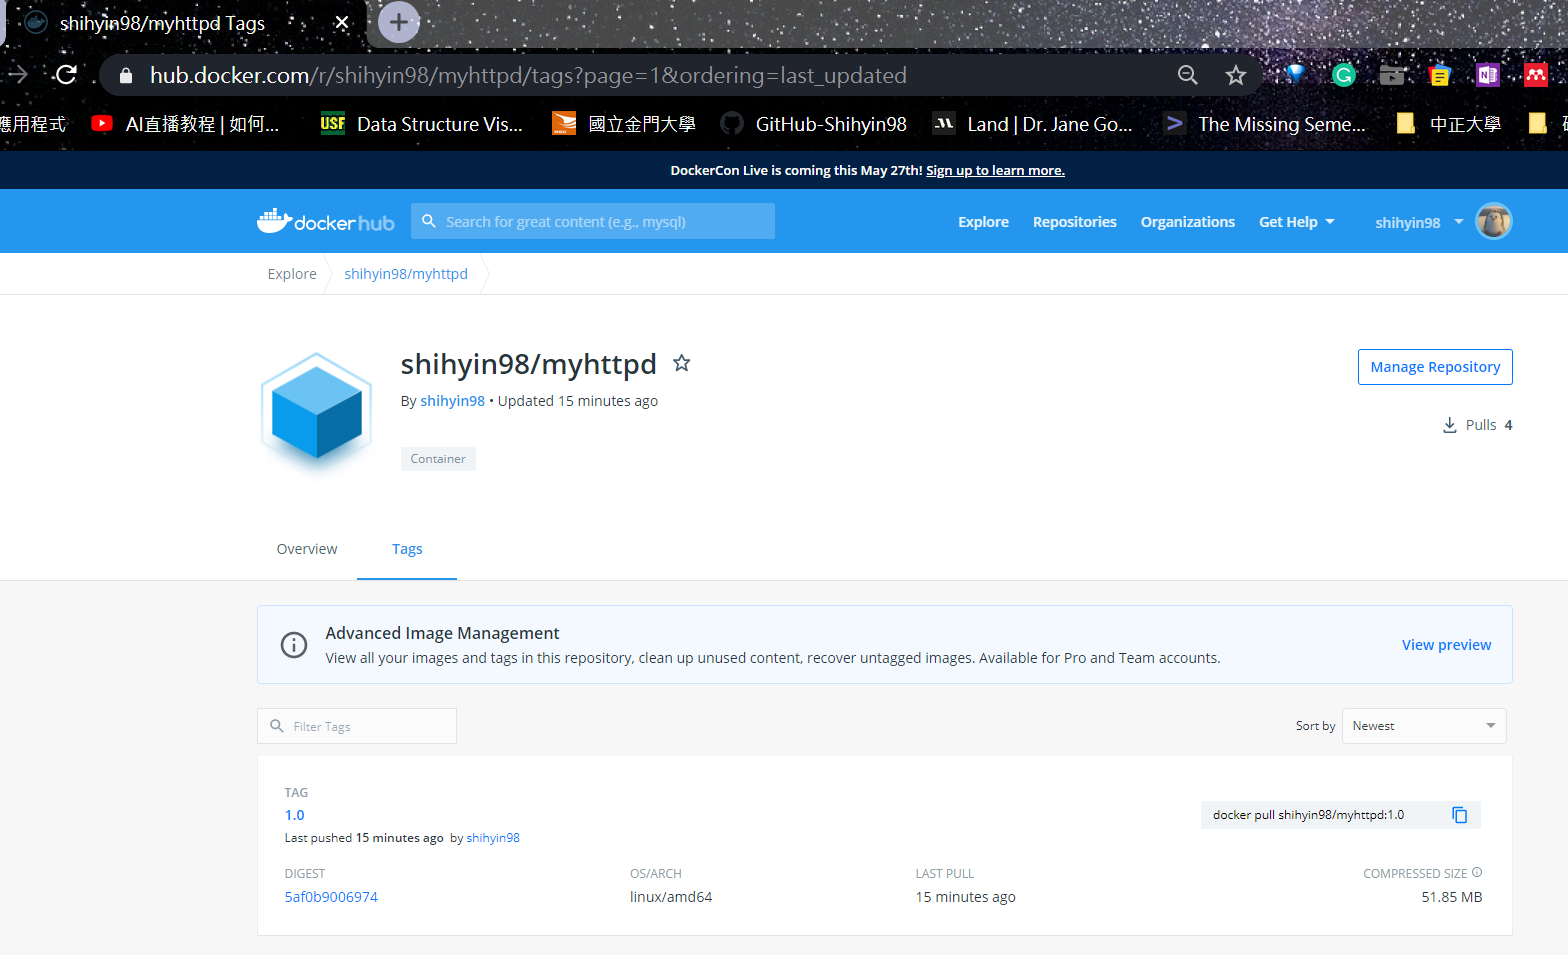 shihyin98/myhttpd Tags
hub.docker.com/r/shihyin98/myhttpd/tags?page=1&ordering=last_updated
應用程式 AI直播教程 | 如何... USF Data Structure Vis... 國立金門大學 GitHub-Shihyin98 Land | Dr. Jane Go... The Missing Seme... 中正大學
DockerCon Live is coming this May 27th! Sign up to learn more.
docker hub Search for great content (e.g., mysql) Explore Repositories Organizations Get Help shihyin98
Explore shihyin98/myhttpd
shihyin98/myhttpd
Manage Repository
By shihyin98 • Updated 15 minutes ago
Pulls 4
Container
Overview Tags
Advanced Image Management
View all your images and tags in this repository, clean up unused content, recover untagged images. Available for Pro and Team accounts.
View preview
Filter Tags Sort by Newest
TAG
1.0
docker pull shihyin98/myhttpd:1.0
Last pushed 15 minutes ago by shihyin98
DIGEST OS/ARCH LAST PULL COMPRESSED SIZE
5af0b9006974 linux/amd64 15 minutes ago 51.85 MB